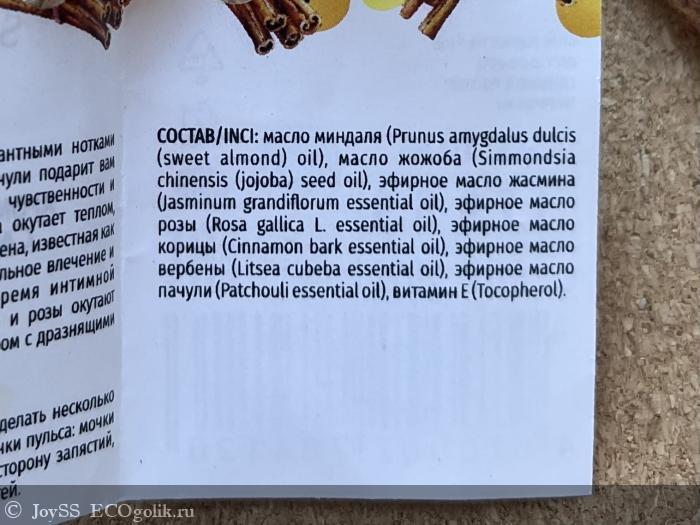 антными нотками
чули подарит вам
чувственности и
окутает теплом,
ена, известная как
льное влечение и
ремя интимной
и розы окутают
ом с дразнящими
делать несколько
чки пульса: мочки
сторону запястий,
тей.
СОСТАВ/INCI: масло миндаля (Prunus amygdalus dulcis
(sweet almond) oil), масло жожоба (Simmondsia
chinensis (jojoba) seed oil), эфирное масло жасмина
(Jasminum grandiflorum essential oil), эфирное масло
розы (Rosa gallica L. essential oil), эфирное масло
корицы (Cinnamon bark essential oil), эфирное масло
вербены (Litsea cubeba essential oil), эфирное масло
пачули (Patchouli essential oil), витамин Е (Tocopherol).
© JoySS ECOgolik.ru